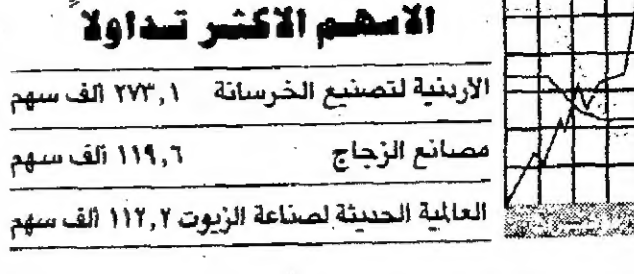 الاسهم الاكثر تداولا
الاردنية لتصنيع الخرسانة ٢٧٣,١ الف سهم
مصانع الزجاج ١١٩,٦ الف سهم
العالمية الحديثة لصناعة الزيوت ١١٢,٢ الف سهم